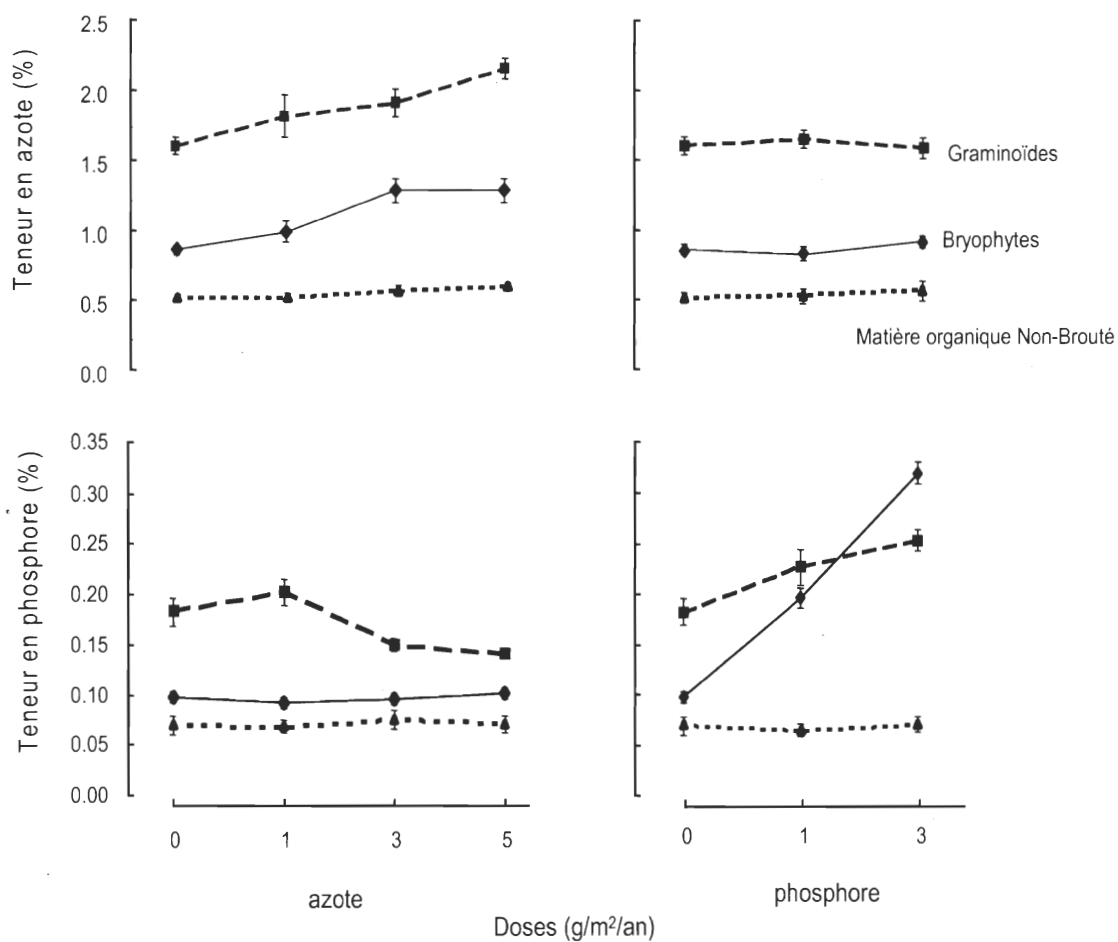 Teneur en azote (%)
2.5
2.0
1.5
1.0
0.5
0.0
Graminoïdes
Bryophytes
Matière organique Non-Brouté
Teneur en phosphore (%)
0.35
0.30
0.25
0.20
0.15
0.10
0.05
0.00
0 1 3 5
0 1 3
azote
phosphore
Doses (g/m²/an)